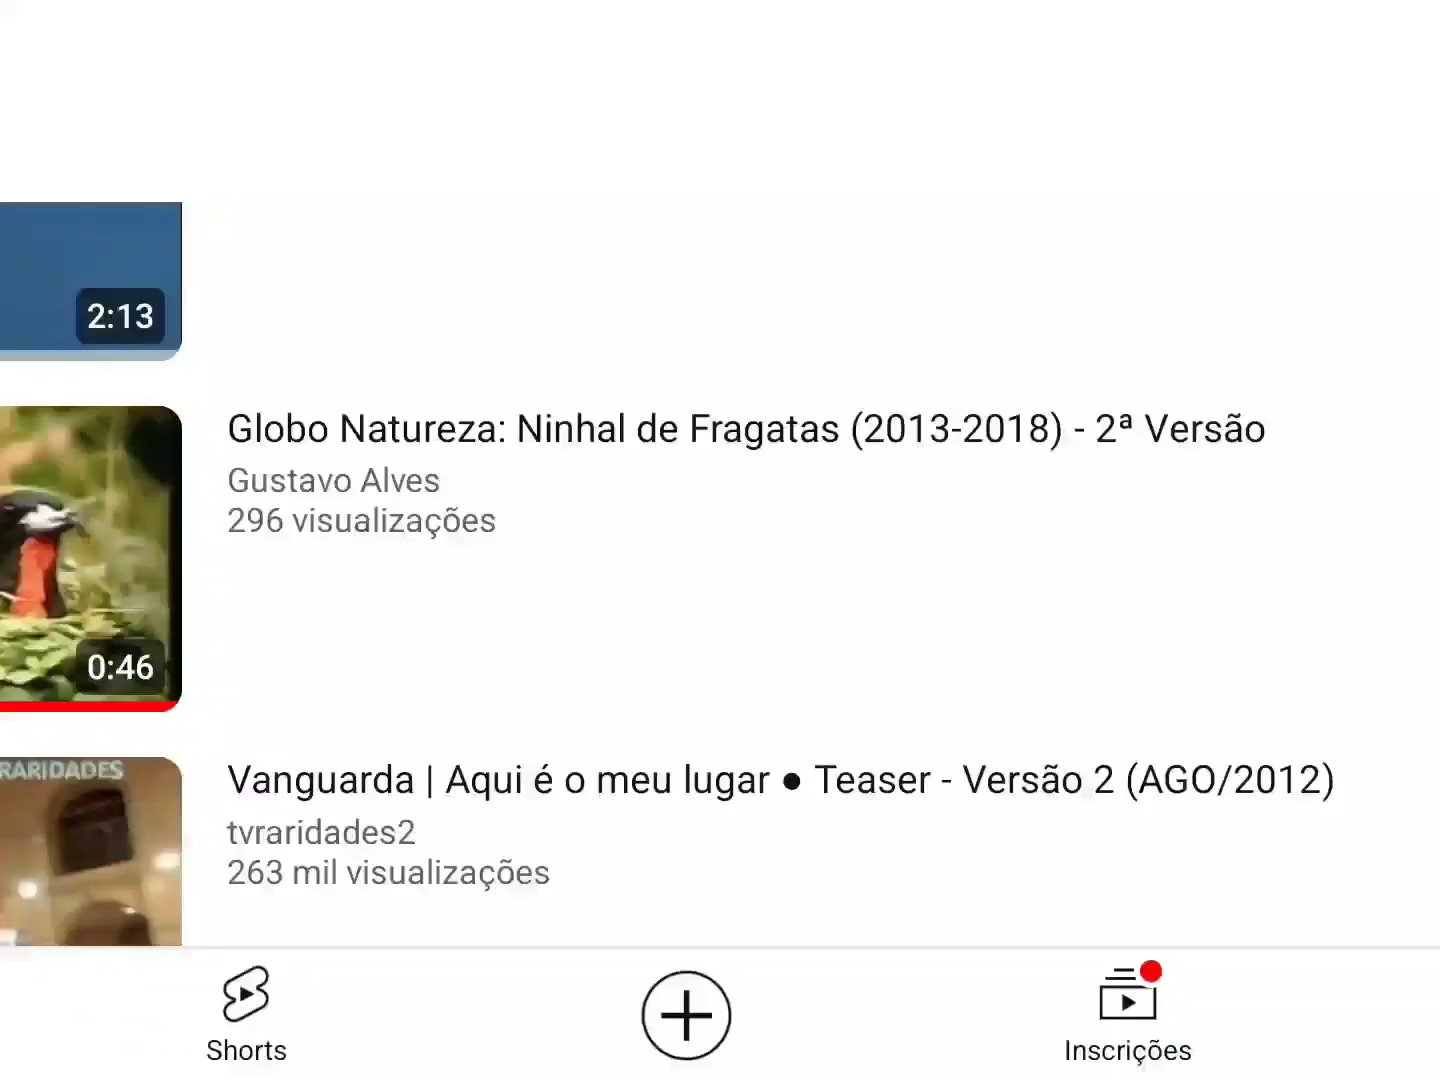 2:13
Globo Natureza: Ninhal de Fragatas (2013-2018) - 2ª Versão
Gustavo Alves
296 visualizações
0:46
RARIDADES
Vanguarda | Aqui é o meu lugar ● Teaser - Versão 2 (AGO/2012)
tvraridades2
263 mil visualizações
Shorts
Inscrições